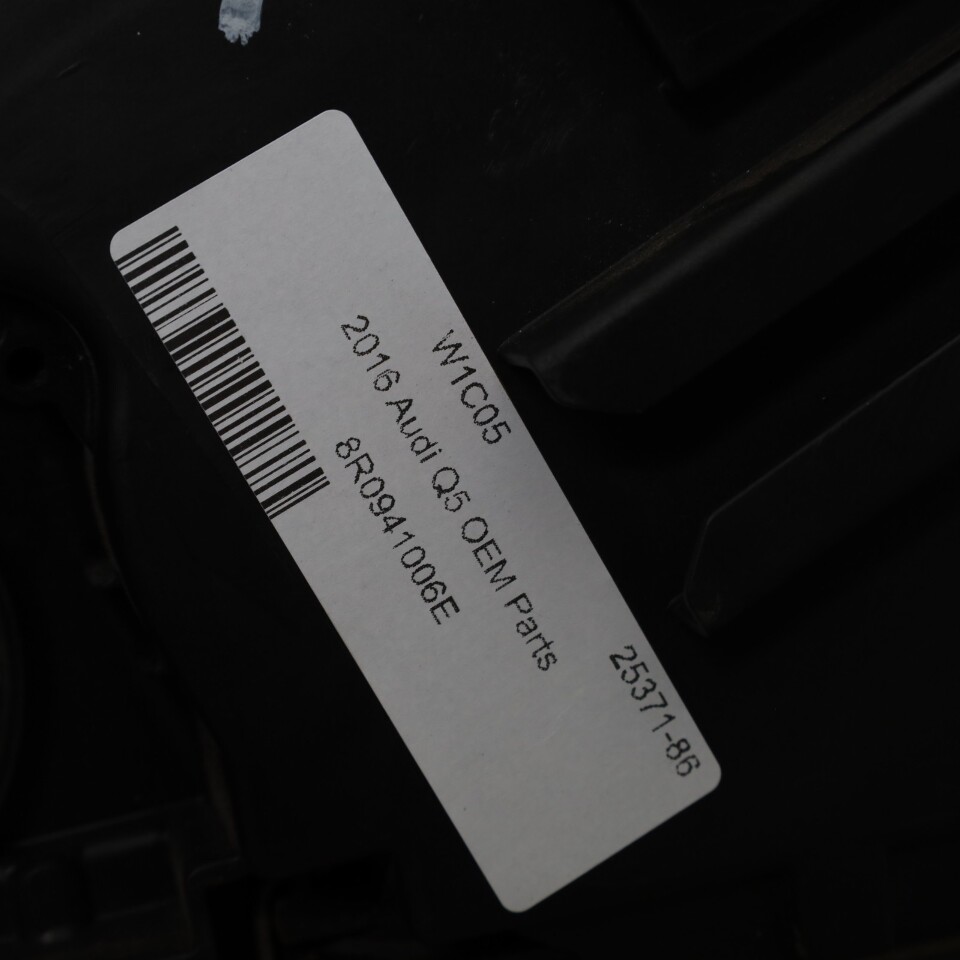 25371-86
W1C05
2016 Audi Q5 OEM Parts
8R0941006E